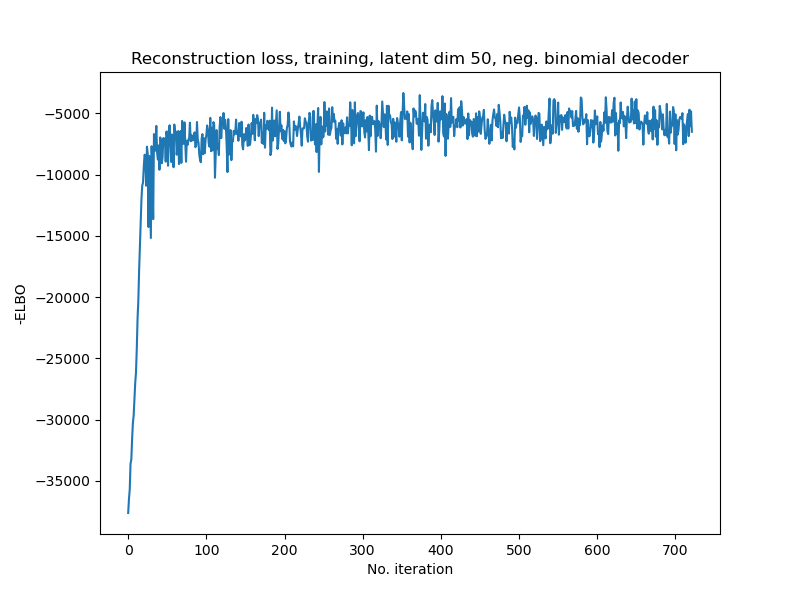 Reconstruction loss, training, latent dim 50, neg. binomial decoder
−5000
−10000
−15000
−20000
−25000
−30000
−35000
-ELBO
0 100 200 300 400 500 600 700
No. iteration